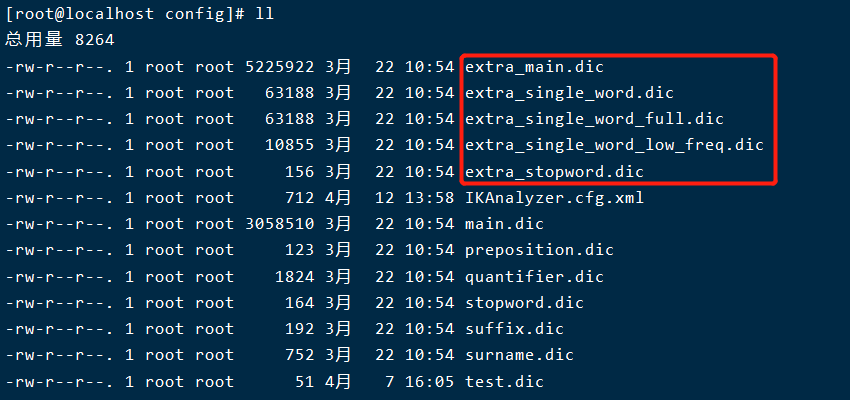 [root@localhost config]# ll
总用量 8264
-rw-r--r--. 1 root root 5225922 3月  22 10:54 extra_main.dic
-rw-r--r--. 1 root root   63188 3月  22 10:54 extra_single_word.dic
-rw-r--r--. 1 root root   63188 3月  22 10:54 extra_single_word_full.dic
-rw-r--r--. 1 root root   10855 3月  22 10:54 extra_single_word_low_freq.dic
-rw-r--r--. 1 root root     156 3月  22 10:54 extra_stopword.dic
-rw-r--r--. 1 root root     712 4月  12 13:58 IKAnalyzer.cfg.xml
-rw-r--r--. 1 root root 3058510 3月  22 10:54 main.dic
-rw-r--r--. 1 root root     123 3月  22 10:54 preposition.dic
-rw-r--r--. 1 root root    1824 3月  22 10:54 quantifier.dic
-rw-r--r--. 1 root root     164 3月  22 10:54 stopword.dic
-rw-r--r--. 1 root root     192 3月  22 10:54 suffix.dic
-rw-r--r--. 1 root root     752 3月  22 10:54 surname.dic
-rw-r--r--. 1 root root      51 4月   7 16:05 test.dic